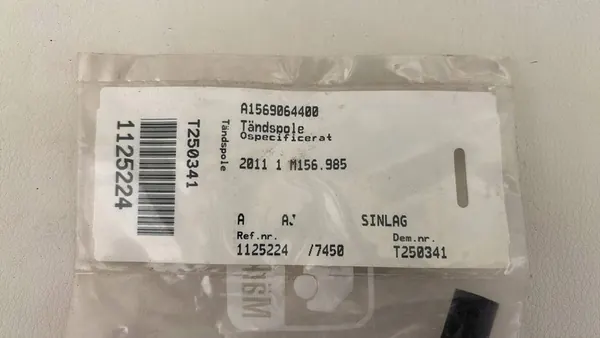 A1569064400
Tändspole
Ospecificerat
2011 1 M156.985
A AJ SINLAG
Ref.nr. Dem.nr.
1125224 /7450 T250341
Tändspole
T250341
1125224